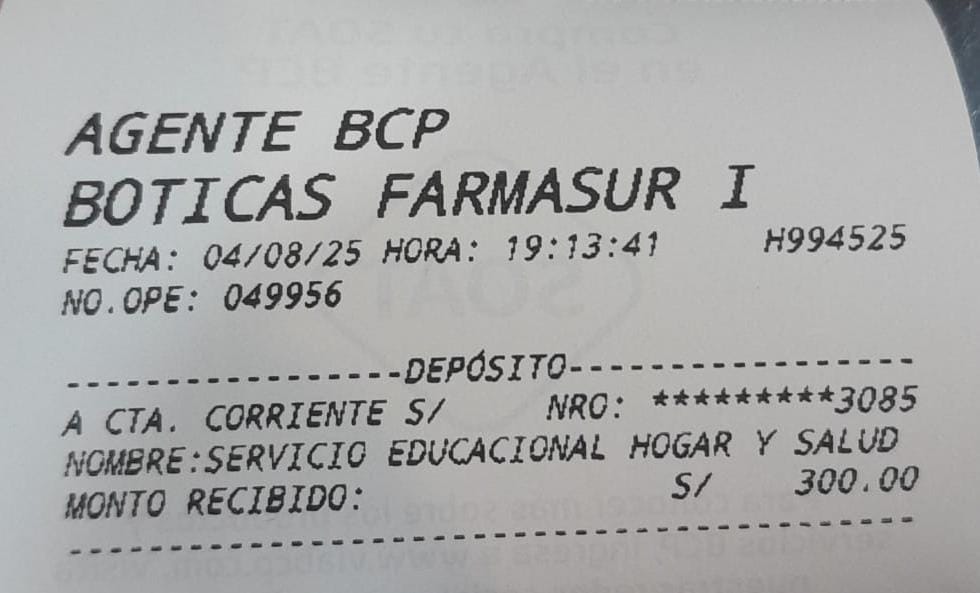 AGENTE BCP
BOTICAS FARMASUR I
FECHA: 04/08/25 HORA: 19:13:41 H994525
NO.OPE: 049956
-----------------DEPÓSITO-----------------
A CTA. CORRIENTE S/ NRO: *********3085
NOMBRE:SERVICIO EDUCACIONAL HOGAR Y SALUD
MONTO RECIBIDO: S/ 300.00
------------------------------------------